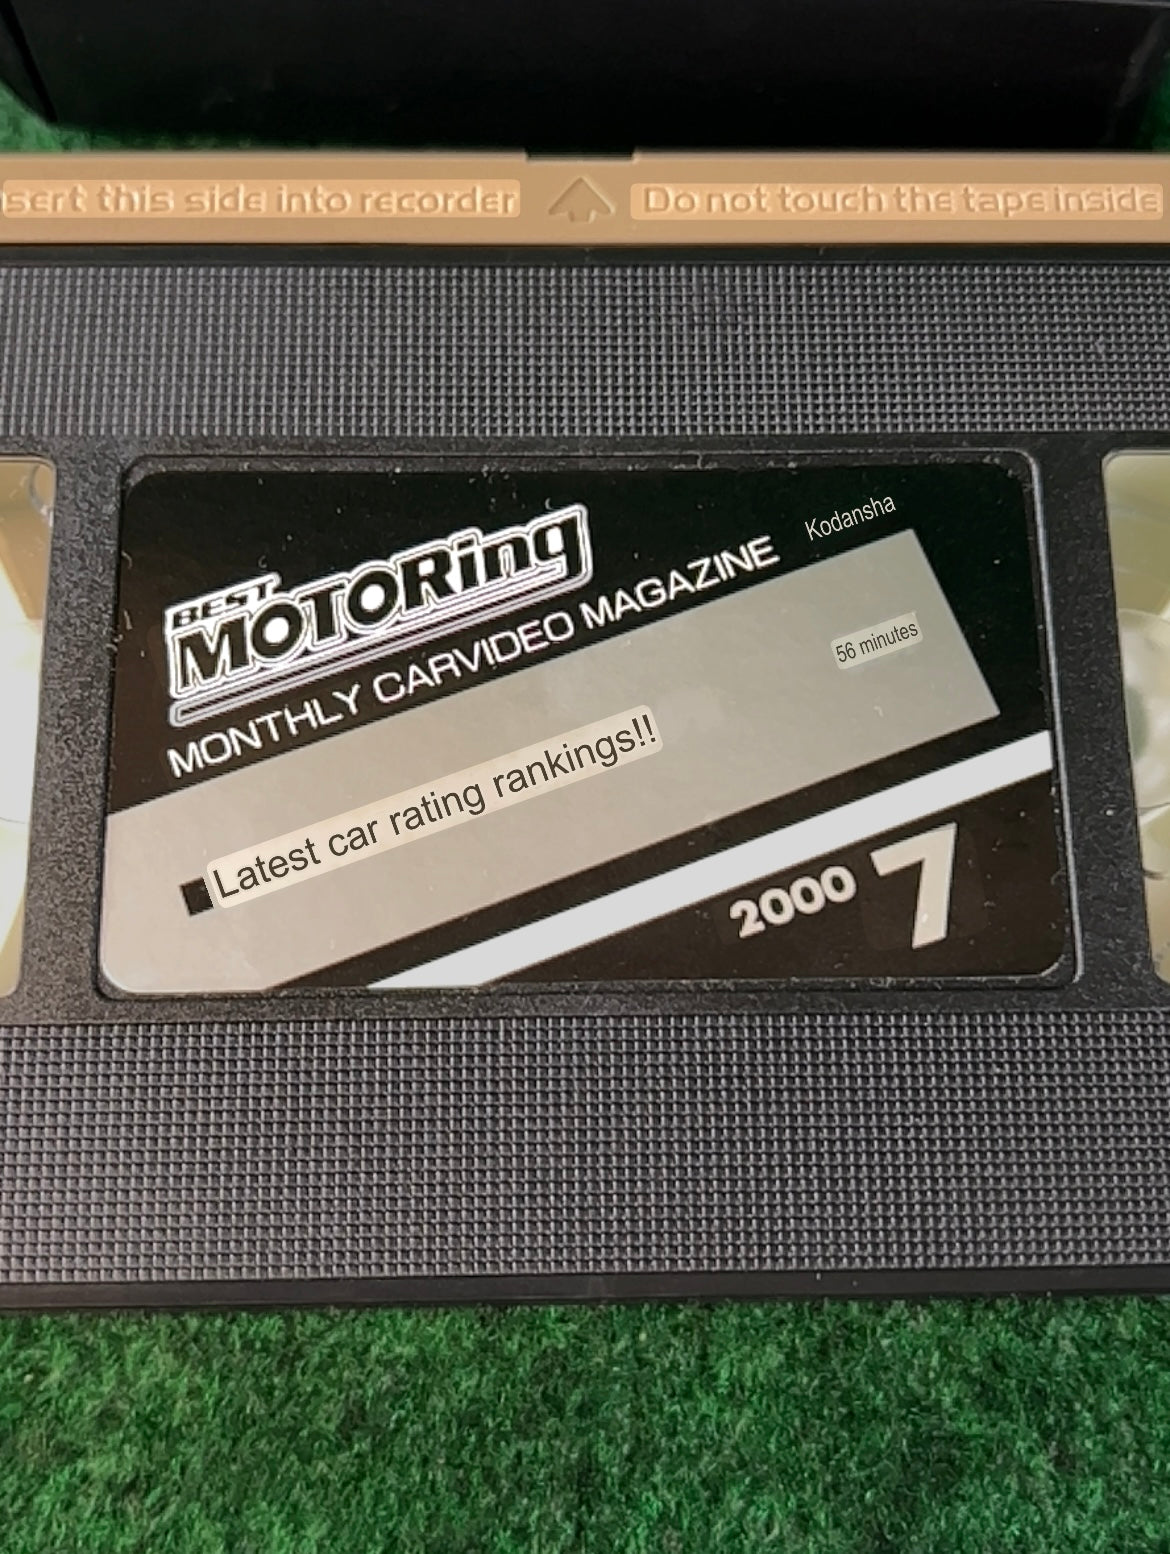 sert this side into recorder
Do not touch the tape inside
BEST
MOTORing
MONTHLY CARVIDEO MAGAZINE
Kodansha
56 minutes
Latest car rating rankings!!
2000 7